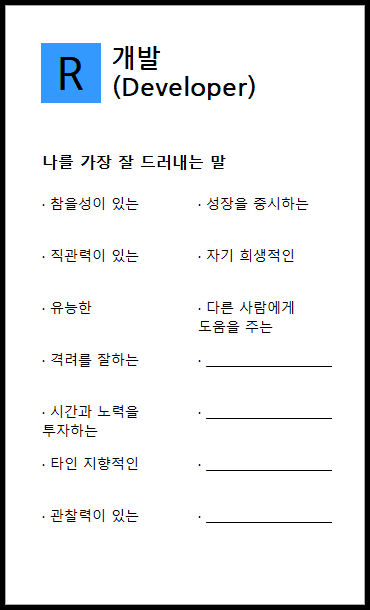 R
개발
(Developer)
나를 가장 잘 드러내는 말
· 참을성이 있는
· 직관력이 있는
· 유능한
· 격려를 잘하는
· 시간과 노력을
투자하는
· 타인 지향적인
· 관찰력이 있는
· 성장을 중시하는
· 자기 희생적인
· 다른 사람에게
도움을 주는
· ________________
· ________________
· ________________
· ________________